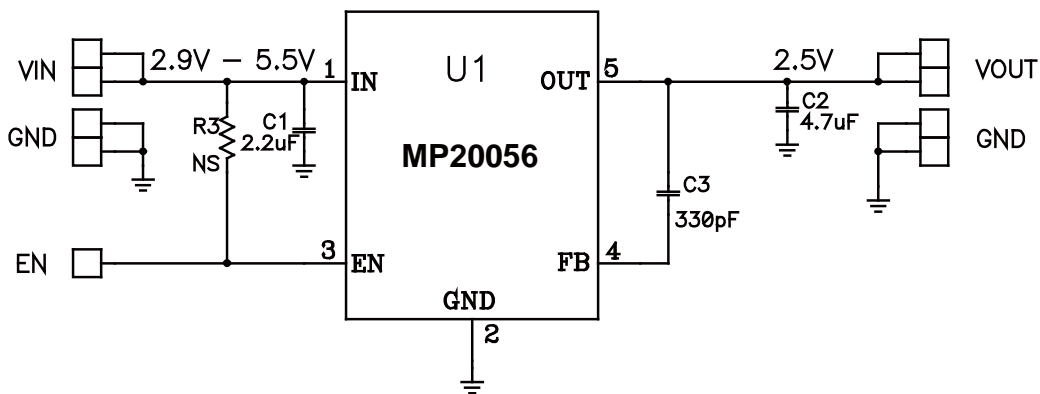 VIN
2.9V – 5.5V
1
IN
U1
OUT
5
2.5V
VOUT
GND
R3
NS
C1
2.2uF
MP20056
C2
4.7uF
GND
C3
330pF
EN
3
EN
FB
4
GND
2